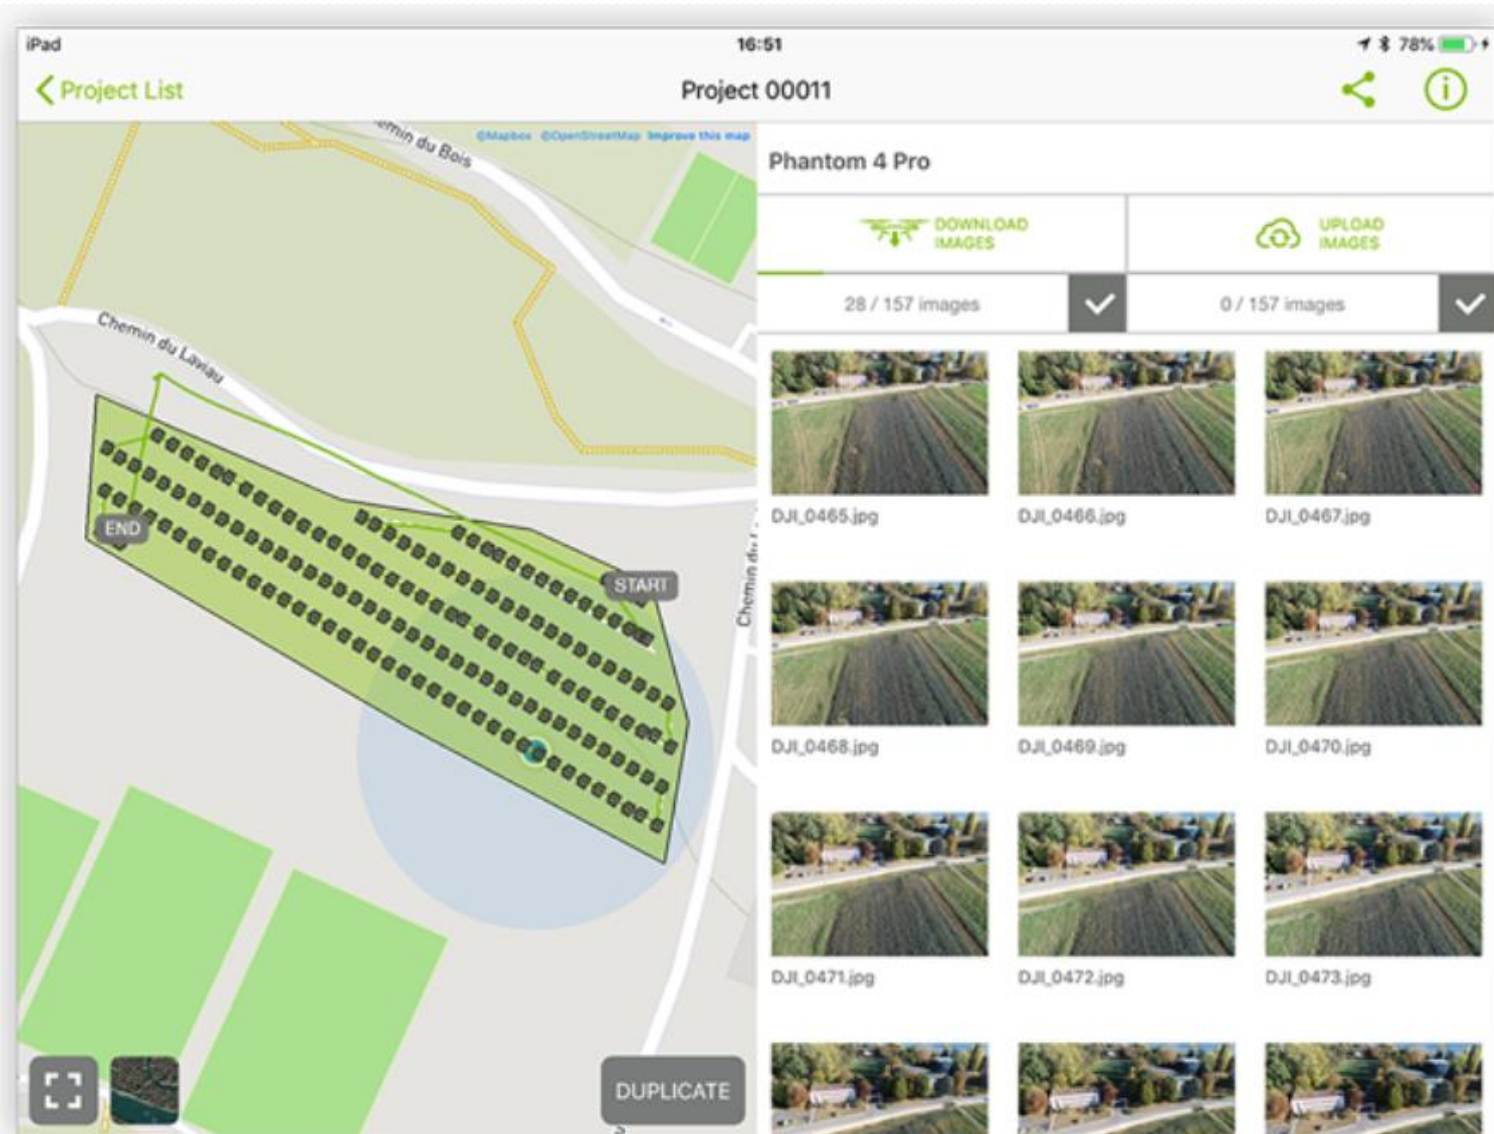 iPad
16:51
78%
Project List
Project 00011
©Mapbox ©OpenStreetMap Improve this map
Chemin du Bois
Chemin du Laviau
END
START
DUPLICATE
Phantom 4 Pro
DOWNLOAD
IMAGES
UPLOAD
IMAGES
28 / 157 images
0 / 157 images
DJI_0465.jpg
DJI_0466.jpg
DJI_0467.jpg
DJI_0468.jpg
DJI_0469.jpg
DJI_0470.jpg
DJI_0471.jpg
DJI_0472.jpg
DJI_0473.jpg